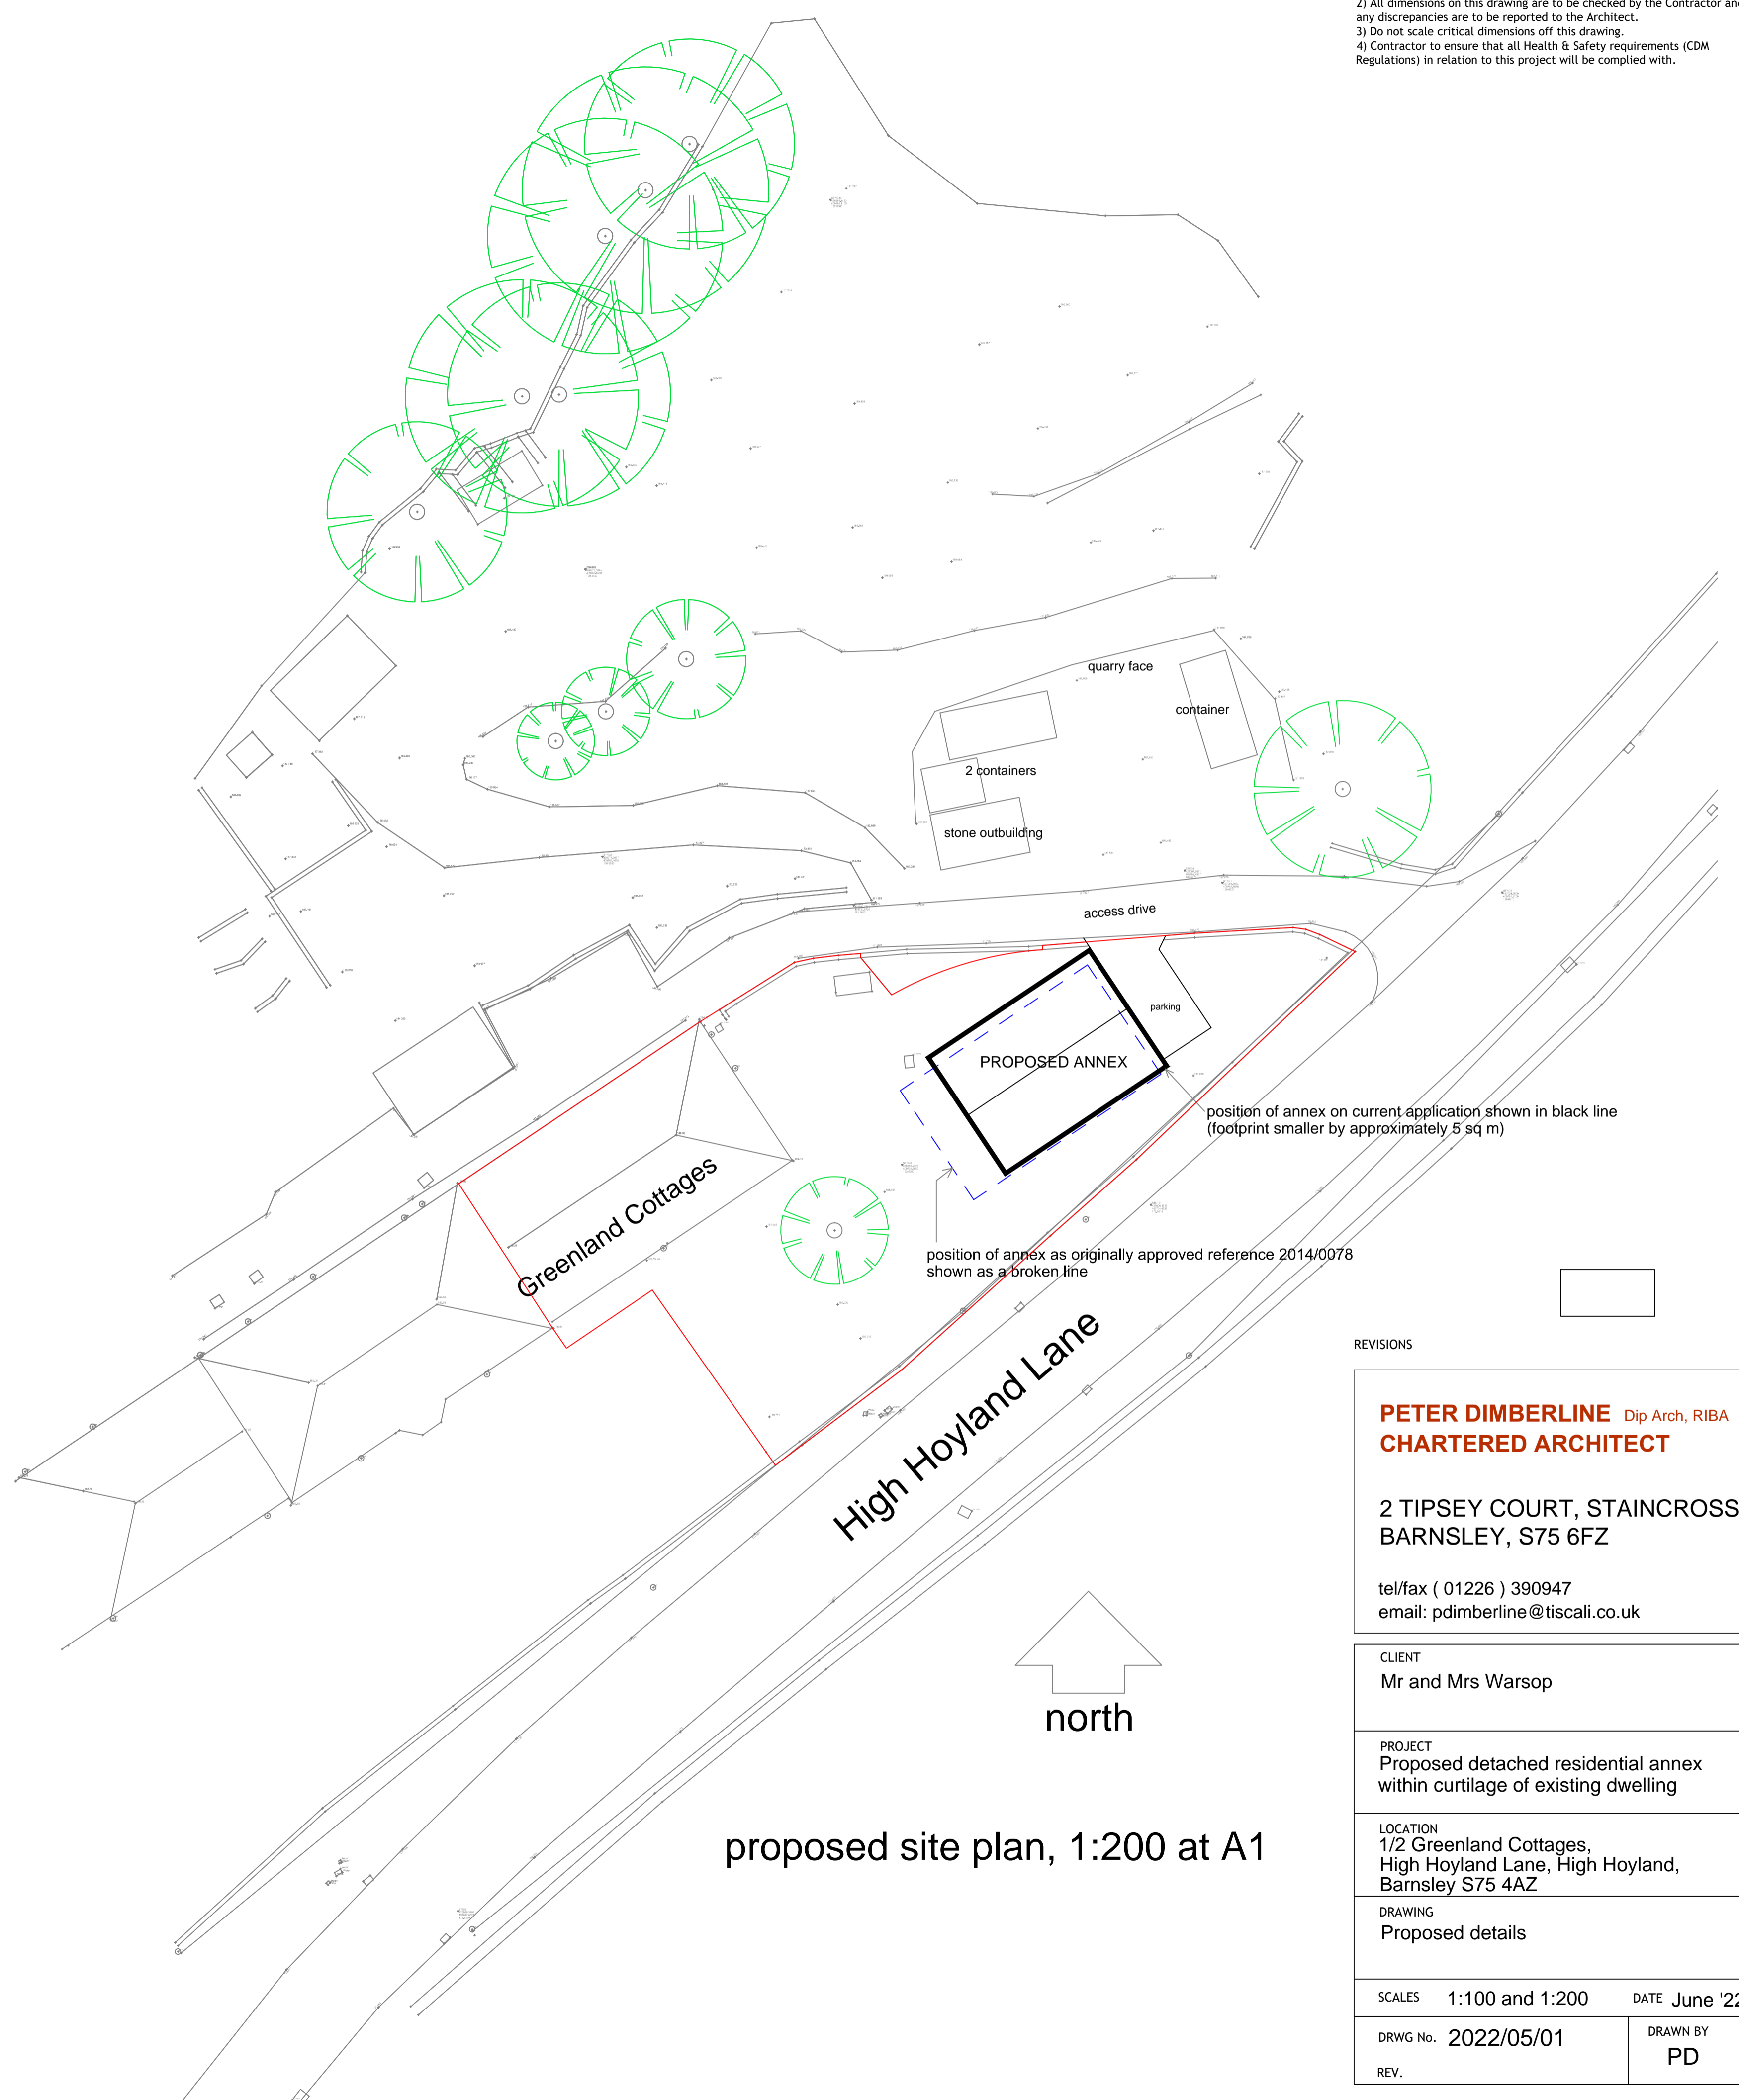 2) All dimensions on this drawing are to be checked by the Contractor and
any discrepancies are to be reported to the Architect.
3) Do not scale critical dimensions off this drawing.
4) Contractor to ensure that all Health & Safety requirements (CDM
Regulations) in relation to this project will be complied with.
quarry face
container
2 containers
stone outbuilding
access drive
parking
PROPOSED ANNEX
position of annex on current application shown in black line
(footprint smaller by approximately 5 sq m)
Greenland Cottages
position of annex as originally approved reference 2014/0078
shown as a broken line
High Hoyland Lane
north
proposed site plan, 1:200 at A1
REVISIONS
PETER DIMBERLINE Dip Arch, RIBA
CHARTERED ARCHITECT
2 TIPSEY COURT, STAINCROSS
BARNSLEY, S75 6FZ
tel/fax ( 01226 ) 390947
email: pdimberline@tiscali.co.uk
CLIENT
Mr and Mrs Warsop
PROJECT
Proposed detached residential annex
within curtilage of existing dwelling
LOCATION
1/2 Greenland Cottages,
High Hoyland Lane, High Hoyland,
Barnsley S75 4AZ
DRAWING
Proposed details
SCALES 1:100 and 1:200 DATE June '22
DRWG No. 2022/05/01 DRAWN BY
PD
REV.